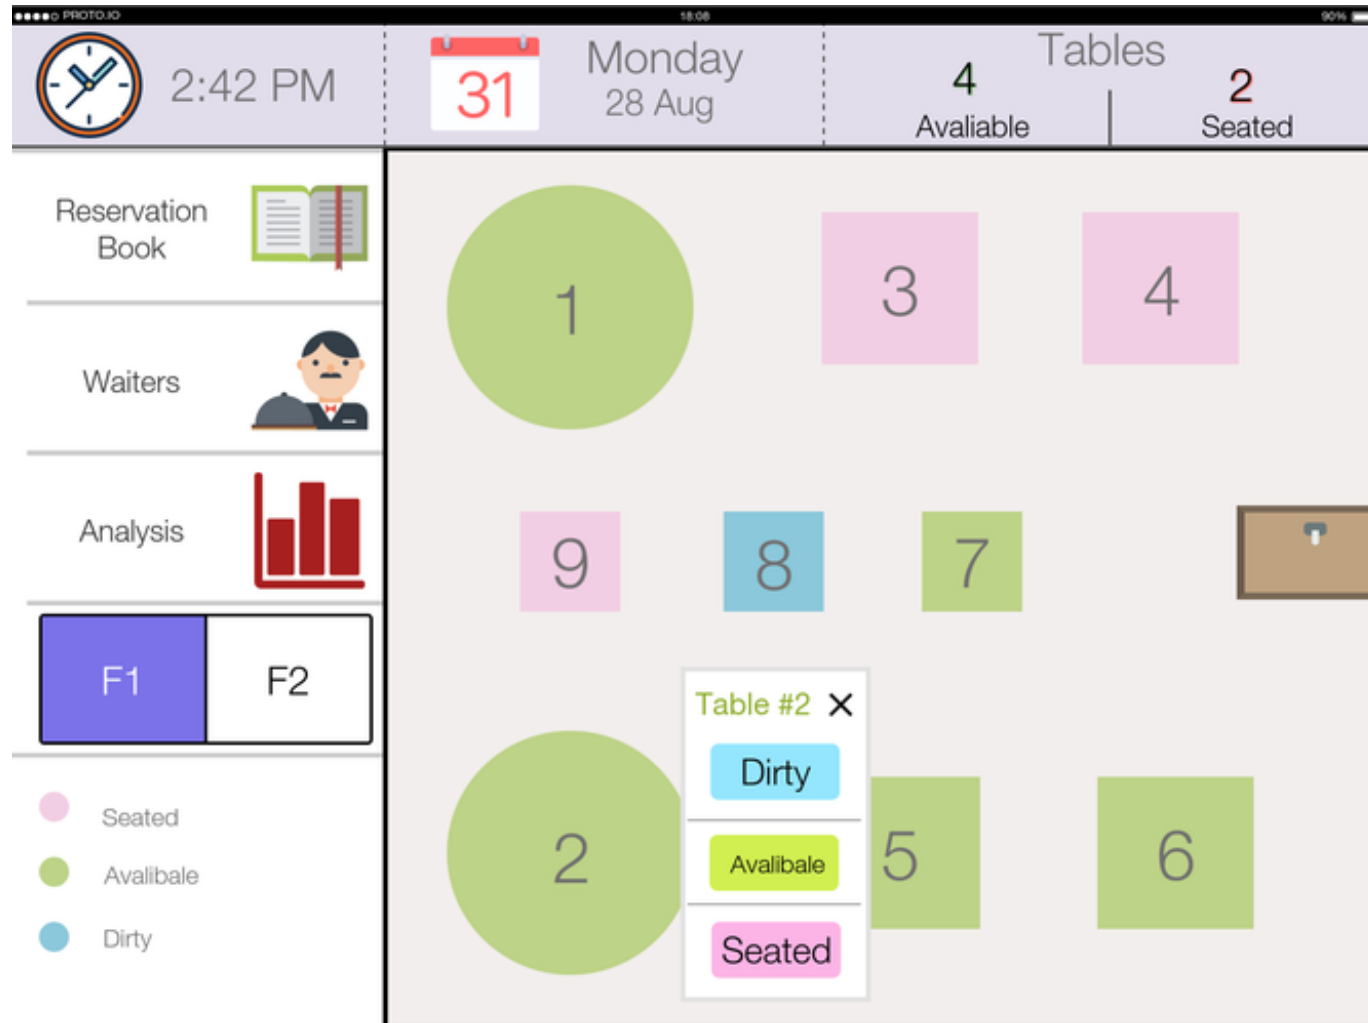 PROTO.IO 18:08 90%
2:42 PM
31
Monday
28 Aug
Tables
4
Avaliable
2
Seated
Reservation
Book
Waiters
Analysis
F1 F2
Seated
Avalibale
Dirty
1
3
4
9
8
7
2
5
6
Table #2 X
Dirty
Avalibale
Seated